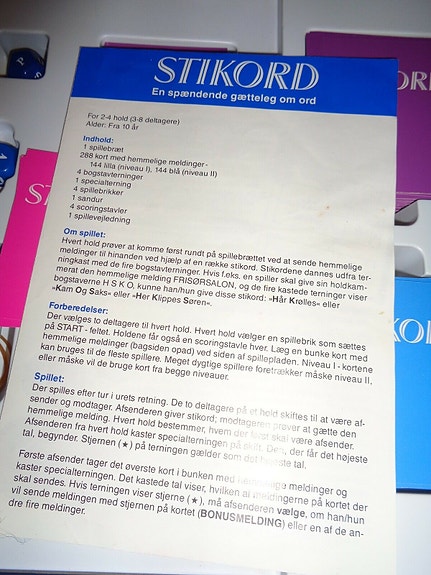 STIKORD
En spændende gætteleg om ord
For 2-4 hold (3-8 deltagere)
Alder: Fra 10 år
Indhold:
1 spillebræt
288 kort med hemmelige meldinger -
144 lilla (niveau I), 144 blå (niveau II)
4 bogstavterninger
1 specialterning
4 spillebrikker
1 sandur
4 scoringstavler
1 spillevejledning
Om spillet:
Hvert hold prøver at komme først rundt på spillebrættet ved at sende hemmelige
meldinger til hinanden ved hjælp af en række stikord. Stikordene dannes udfra ter-
ningkast med de fire bogstavterninger. Hvis f.eks. en spiller skal give sin holdkam-
merat den hemmelige melding FRISØRSALON, og de fire kastede terninger viser
bogstaverne H S K O, kunne han/hun give disse stikord: »Hår Krølles« eller
»Kam Og Saks« eller »Her Klippes Søren«.
Forberedelser:
Der vælges to deltagere til hvert hold. Hvert hold vælger en spillebrik som sættes
på START - feltet. Holdene får også en scoringstavle hver. Læg en bunke kort med
hemmelige meldinger (bagsiden opad) ved siden af spillepladen. Niveau I - kortene
kan bruges til de fleste spillere. Meget dygtige spillere foretrækker måske niveau II,
eller måske vil de bruge kort fra begge niveauer.
Spillet:
Der spilles efter tur i urets retning. De to deltagere på et hold skiftes til at være af-
sender og modtager. Afsenderen giver stikord; modtageren prøver at gætte den
hemmelige melding. Hvert hold bestemmer, hvem der først skal være afsender.
Afsenderen fra hvert hold kaster specialterningen på skift. Den, der får det højeste
tal, begynder. Stjernen (★) på terningen gælder som det højeste tal.
Første afsender tager det øverste kort i bunken med hemmelige meldinger og
kaster specialterningen. Det kastede tal viser, hvilken af meldingerne på kortet der
skal sendes. Hvis terningen viser stjerne (★), må afsenderen vælge, om han/hun
vil sende meldingen med stjernen på kortet (BONUSMELDING) eller en af de an-
dre fire meldinger.
ST
ORD
KORD